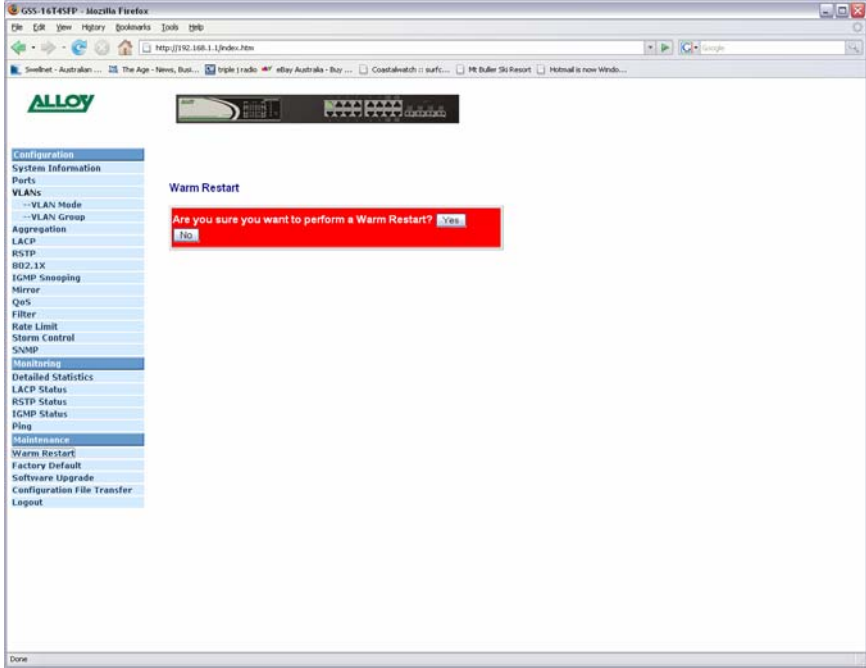 GSS-16T4SFP - Mozilla Firefox
File Edit View History Bookmarks Tools Help
http://192.168.1.1/index.htm
Google
Swellnet - Australian ... The Age - News, Busi... triple j radio eBay Australia - Buy ... Coastalwatch :: surfc... Mt Buller Ski Resort Hotmail is now Windo...
ALLOY
Configuration
System Information
Ports
VLANs
--VLAN Mode
--VLAN Group
Aggregation
LACP
RSTP
802.1X
IGMP Snooping
Mirror
QoS
Filter
Rate Limit
Storm Control
SNMP
Monitoring
Detailed Statistics
LACP Status
RSTP Status
IGMP Status
Ping
Maintenance
Warm Restart
Factory Default
Software Upgrade
Configuration File Transfer
Logout
Warm Restart
Are you sure you want to perform a Warm Restart? Yes
No
Done